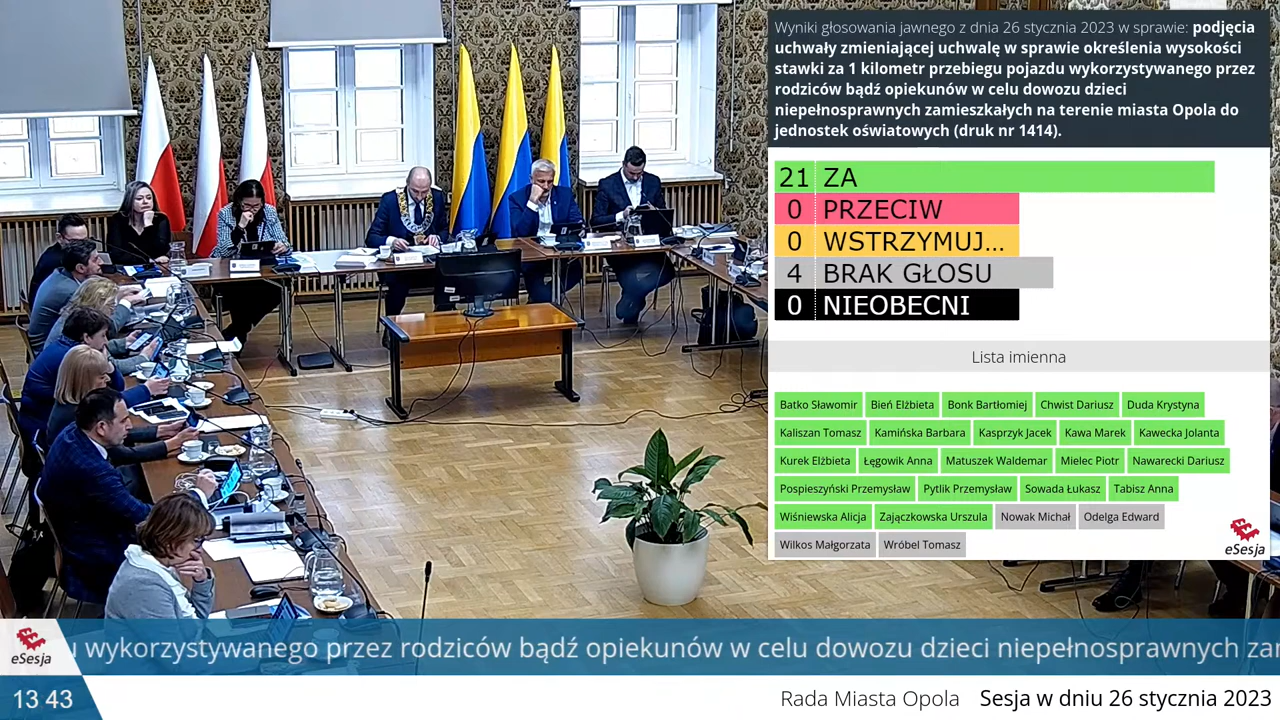 Wyniki głosowania jawnego z dnia 26 stycznia 2023 w sprawie: podjęcia
uchwały zmieniającej uchwałę w sprawie określenia wysokości
stawki za 1 kilometr przebiegu pojazdu wykorzystywanego przez
rodziców bądź opiekunów w celu dowozu dzieci
niepełnosprawnych zamieszkałych na terenie miasta Opola do
jednostek oświatowych (druk nr 1414).
21 ZA
0 PRZECIW
0 WSTRZYMUJ...
4 BRAK GŁOSU
0 NIEOBECNI
Lista imienna
Batko Sławomir Bień Elżbieta Bonk Bartłomiej Chwist Dariusz Duda Krystyna
Kaliszan Tomasz Kamińska Barbara Kasprzyk Jacek Kawa Marek Kawecka Jolanta
Kurek Elżbieta Łęgowik Anna Matuszek Waldemar Mielec Piotr Nawarecki Dariusz
Pospieszyński Przemysław Pytlik Przemysław Sowada Łukasz Tabisz Anna
Wiśniewska Alicja Zajączkowska Urszula Nowak Michał Odelga Edward
Wilkos Małgorzata Wróbel Tomasz
eSesja
eSesja
u wykorzystywanego przez rodziców bądź opiekunów w celu dowozu dzieci niepełnosprawnych zam
13 43
Rada Miasta Opola Sesja w dniu 26 stycznia 2023